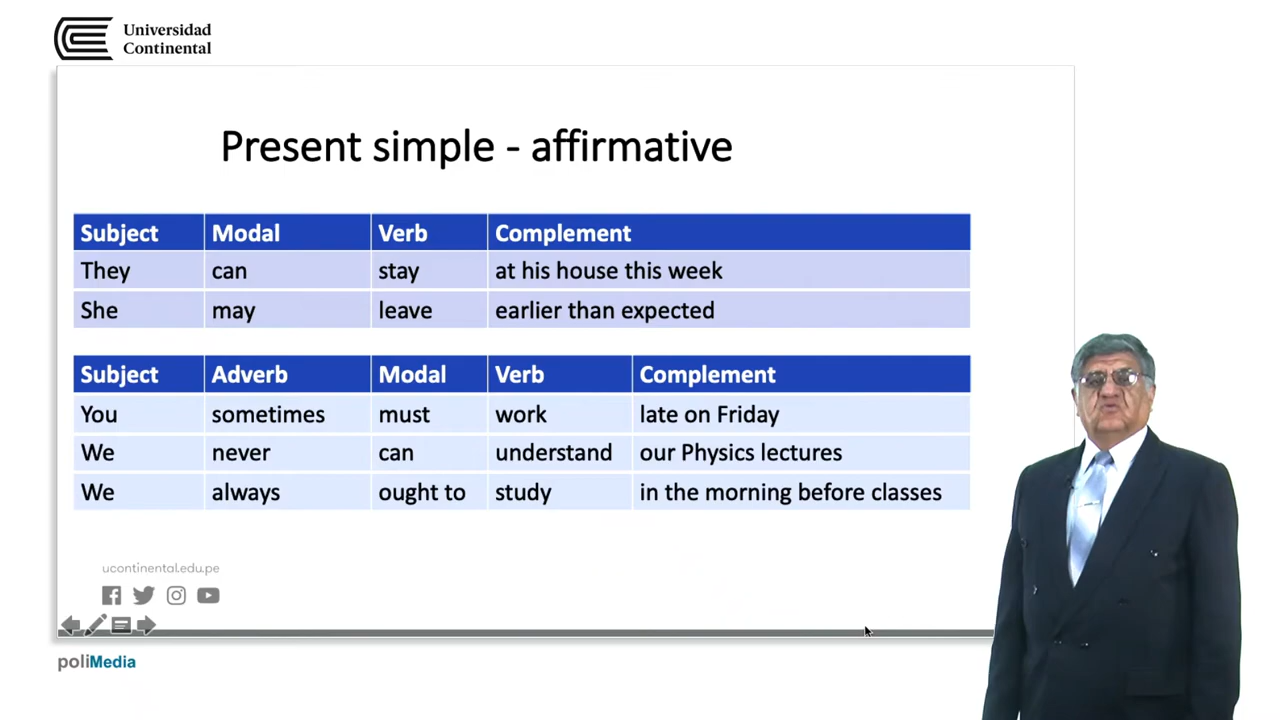 Universidad
Continental
Present simple - affirmative
Subject Modal Verb Complement
They can stay at his house this week
She may leave earlier than expected
Subject Adverb Modal Verb Complement
You sometimes must work late on Friday
We never can understand our Physics lectures
We always ought to study in the morning before classes
ucontinental.edu.pe
poliMedia